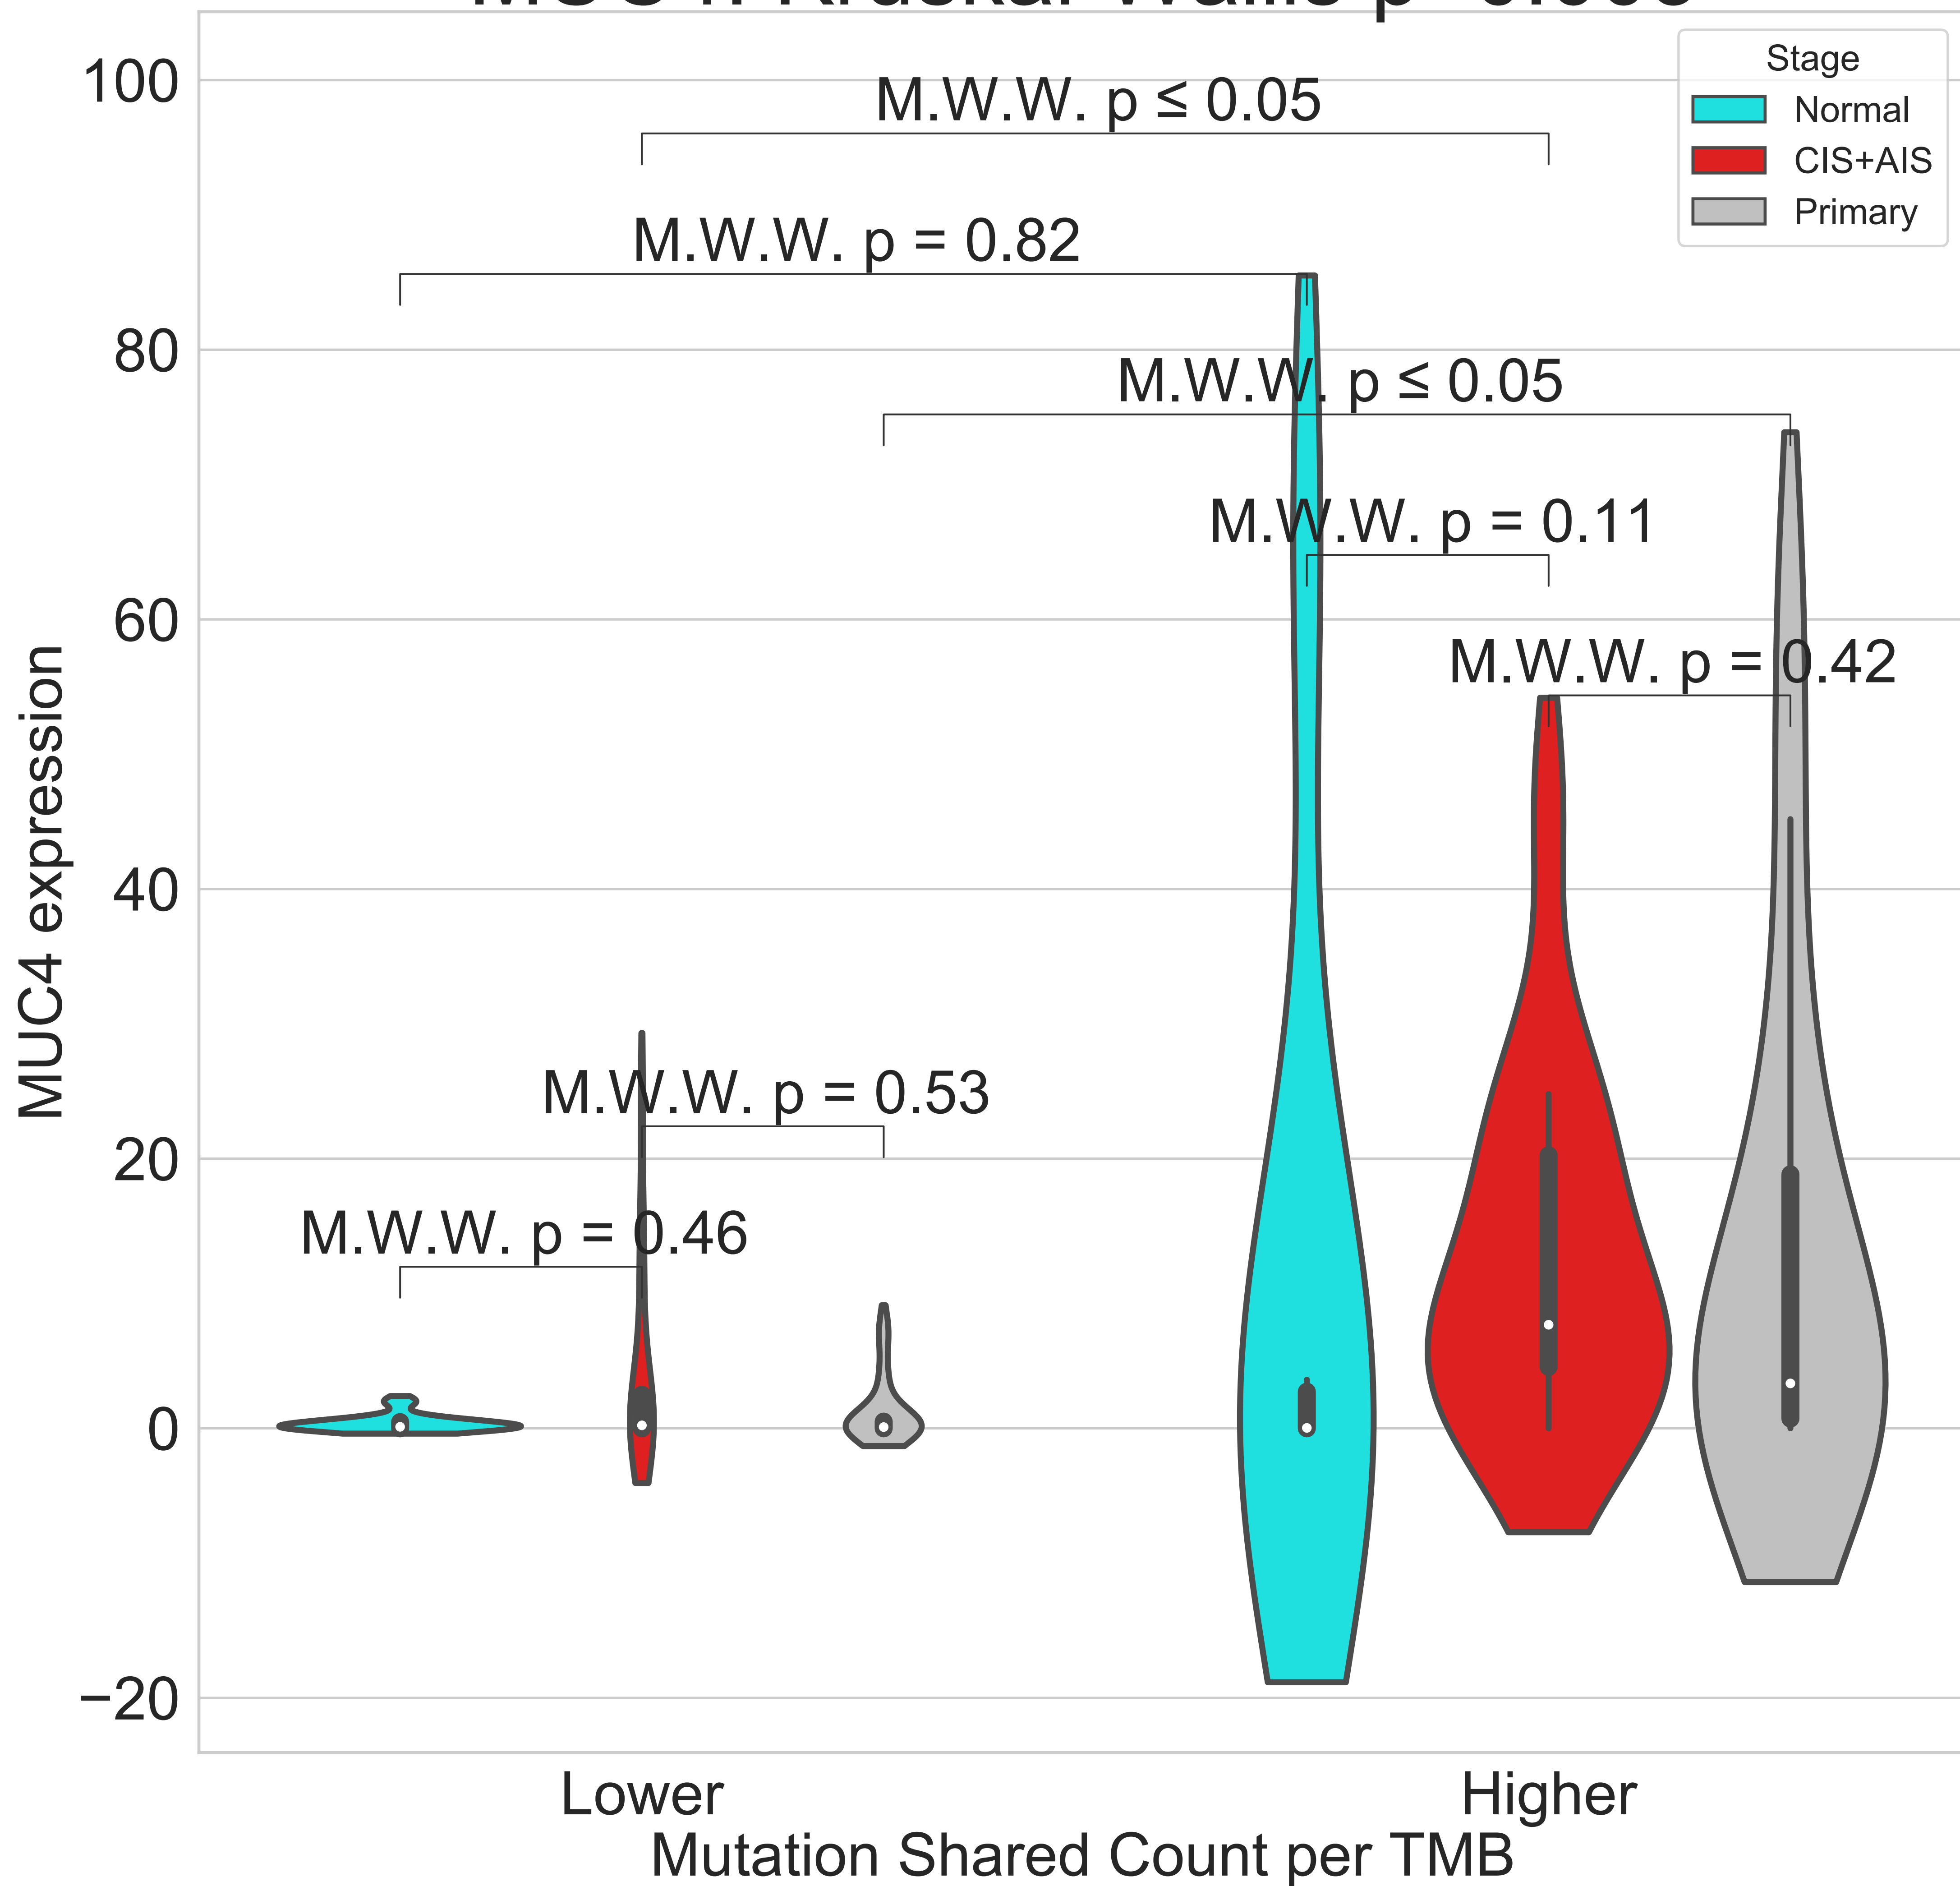 100
80
60
40
20
0
−20
MUC4 expression
Stage
Normal
CIS+AIS
Primary
M.W.W. p ≤ 0.05
M.W.W. p = 0.82
M.W.W. p ≤ 0.05
M.W.W. p = 0.11
M.W.W. p = 0.42
M.W.W. p = 0.53
M.W.W. p = 0.46
Lower
Higher
Mutation Shared Count per TMB